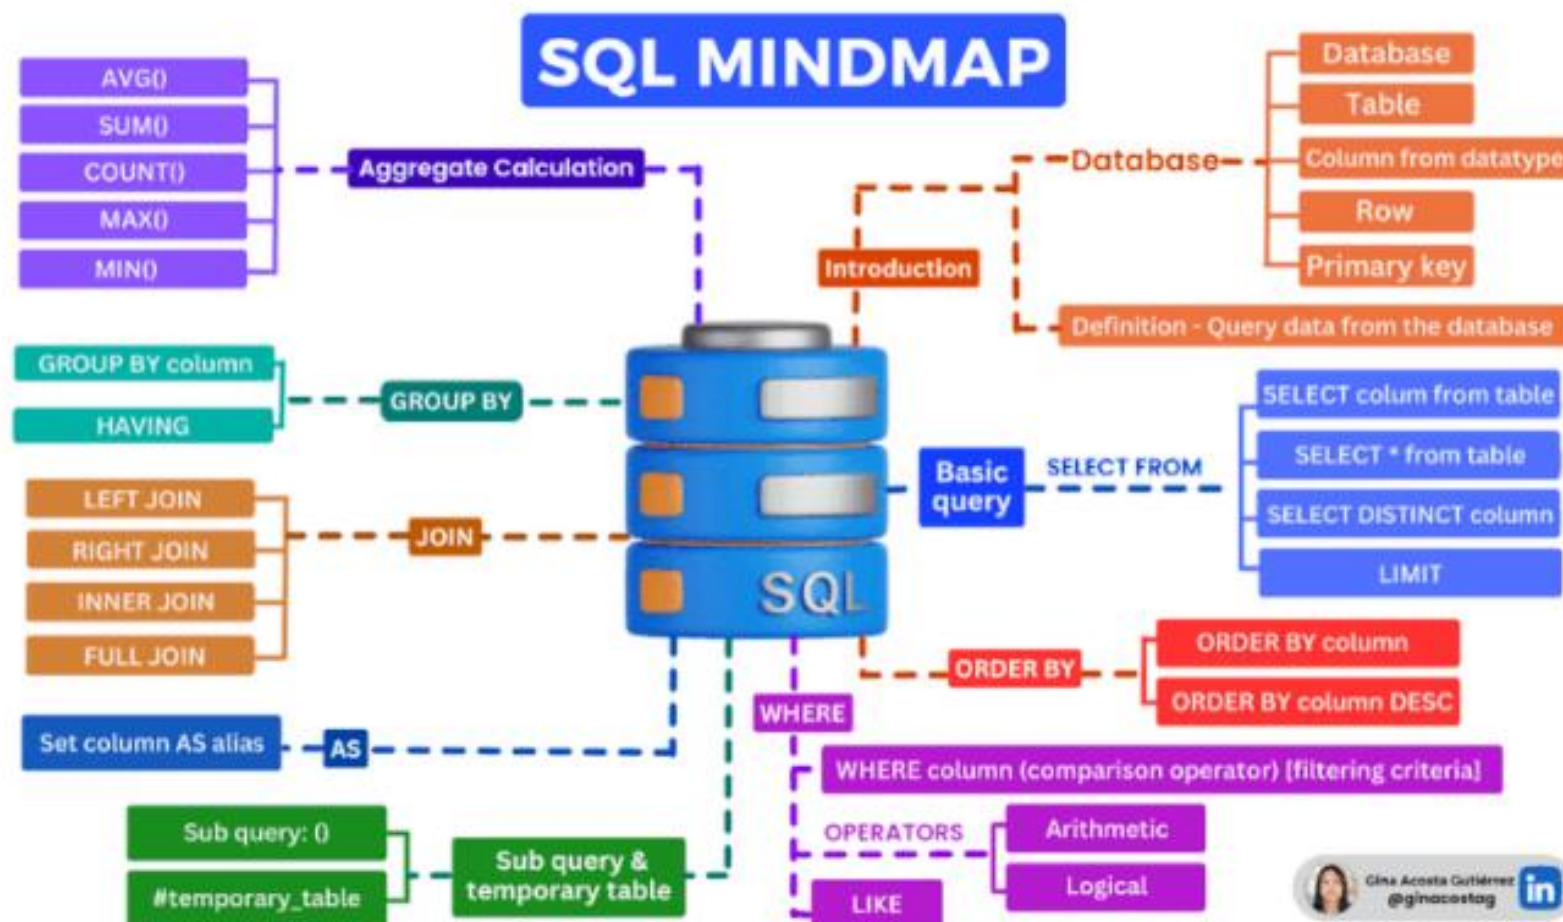 SQL MINDMAP
AVG()
SUM()
COUNT()
MAX()
MIN()
Aggregate Calculation
Introduction
Database
Database
Table
Column from datatype
Row
Primary key
Definition - Query data from the database
GROUP BY column
HAVING
GROUP BY
Basic
query
SELECT FROM
SELECT colum from table
SELECT * from table
SELECT DISTINCT column
LIMIT
LEFT JOIN
RIGHT JOIN
INNER JOIN
FULL JOIN
JOIN
SQL
ORDER BY
ORDER BY column
ORDER BY column DESC
Set column AS alias
AS
WHERE
WHERE column (comparison operator) [filtering criteria]
OPERATORS
Arithmetic
Logical
LIKE
Sub query: ()
#temporary_table
Sub query &
temporary table
Gina Acosta Gutiérrez
@ginacostag
in